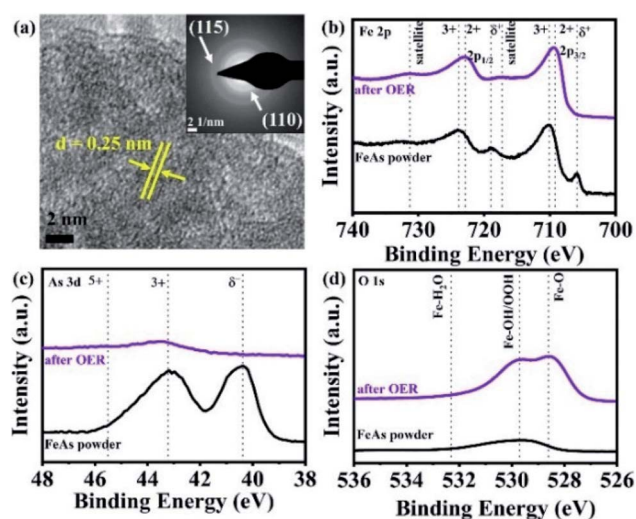 (a)
(115)
(110)
2 1/nm
d = 0.25 nm
2 nm
(b)
Fe 2p
satellite
3+
2+
δ⁺
satellite
3+
2+
δ⁺
2p1/2
2p3/2
after OER
FeAs powder
Intensity (a.u.)
740 730 720 710 700
Binding Energy (eV)
(c)
As 3d
5+
3+
δ⁻
after OER
FeAs powder
Intensity (a.u.)
48 46 44 42 40 38
Binding Energy (eV)
(d)
O 1s
Fe-H2O
Fe-OH/OOH
Fe-O
after OER
FeAs powder
Intensity (a.u.)
536 534 532 530 528 526
Binding Energy (eV)